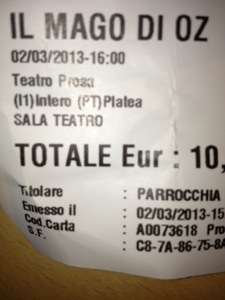 IL MAGO DI OZ
02/03/2013-16:00
Teatro Prosa
(I1)Intero (PT)Platea
SALA TEATRO
TOTALE Eur : 10,
Titolare : PARROCCHIA
Emesso il : 02/03/2013-15
Cod.Carta : A0073618 Pro
S.F. : C8-7A-86-75-8A